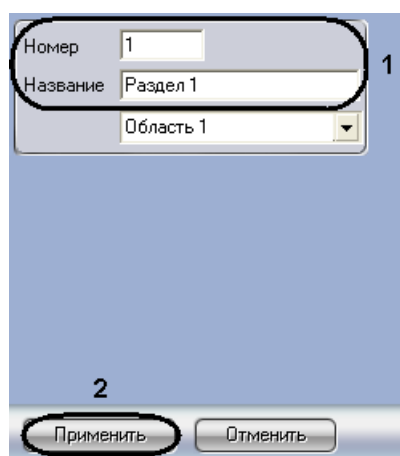 Номер 1
1
Название Раздел 1
Область 1
2
Применить Отменить